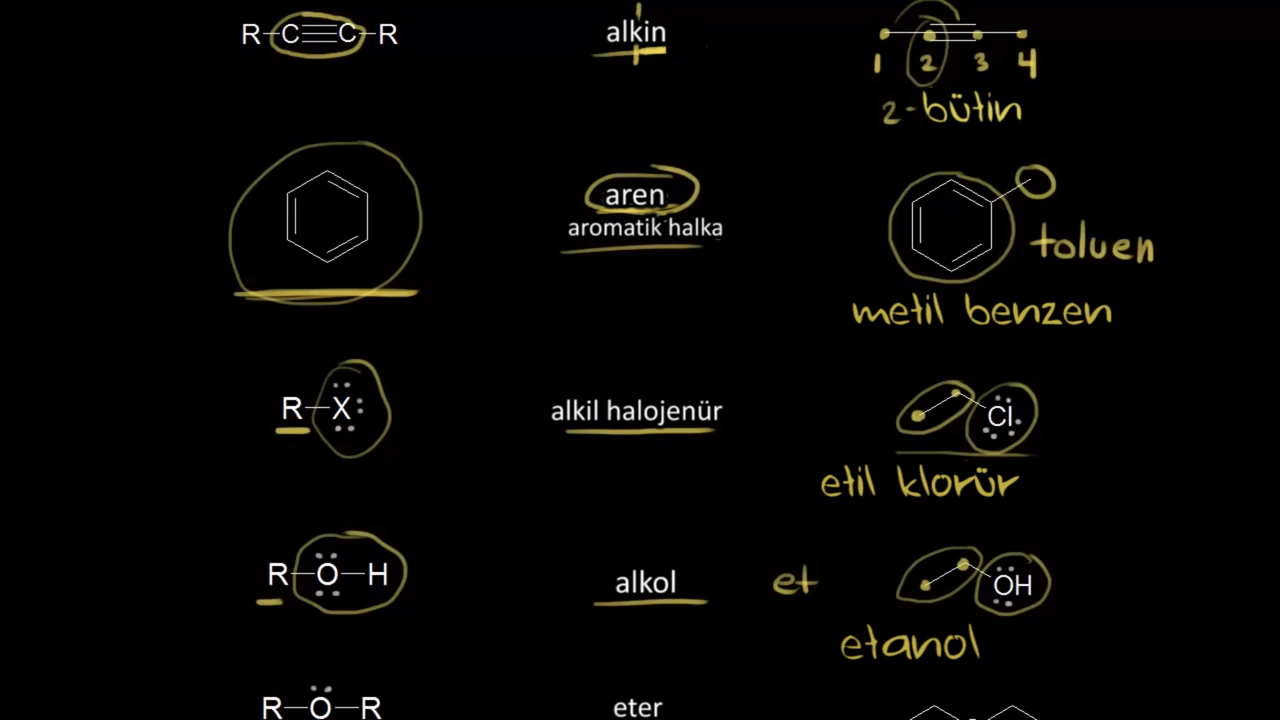 R—C≡C—R alkin
1 2 3 4
2-bütin
aren
aromatik halka
toluen
metil benzen
R—X alkil halojenür Cl
etil klorür
R—O—H alkol et OH
etanol
R—O—R eter